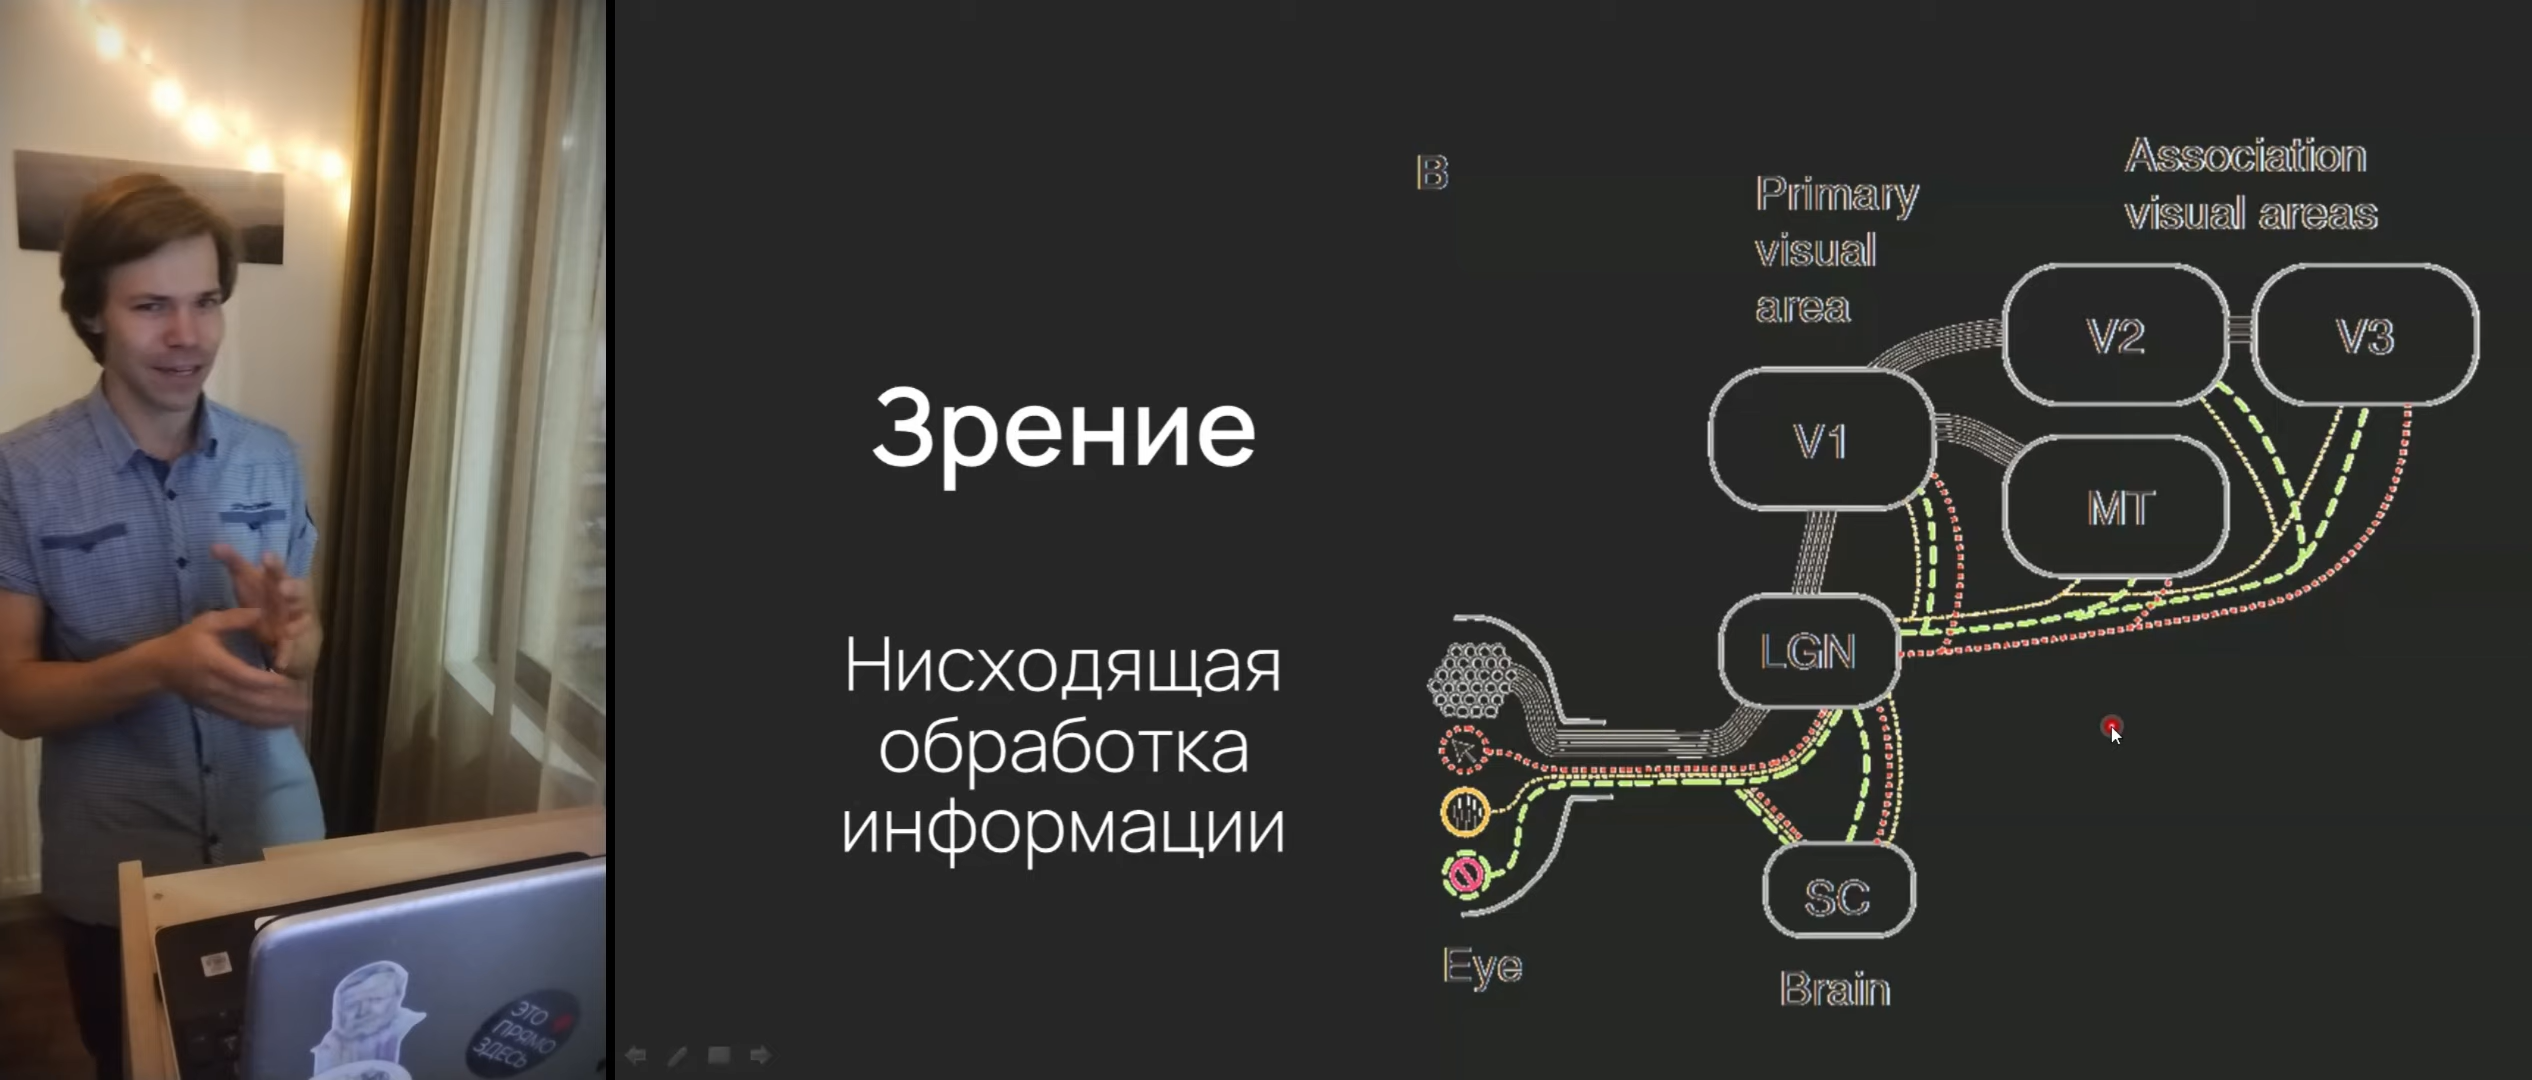 ЭТО
ПРЯМО
ЗДЕСЬ
Зрение
Нисходящая
обработка
информации
B
Primary
visual
area
Association
visual areas
V2
V3
V1
MT
LGN
SC
Eye
Brain